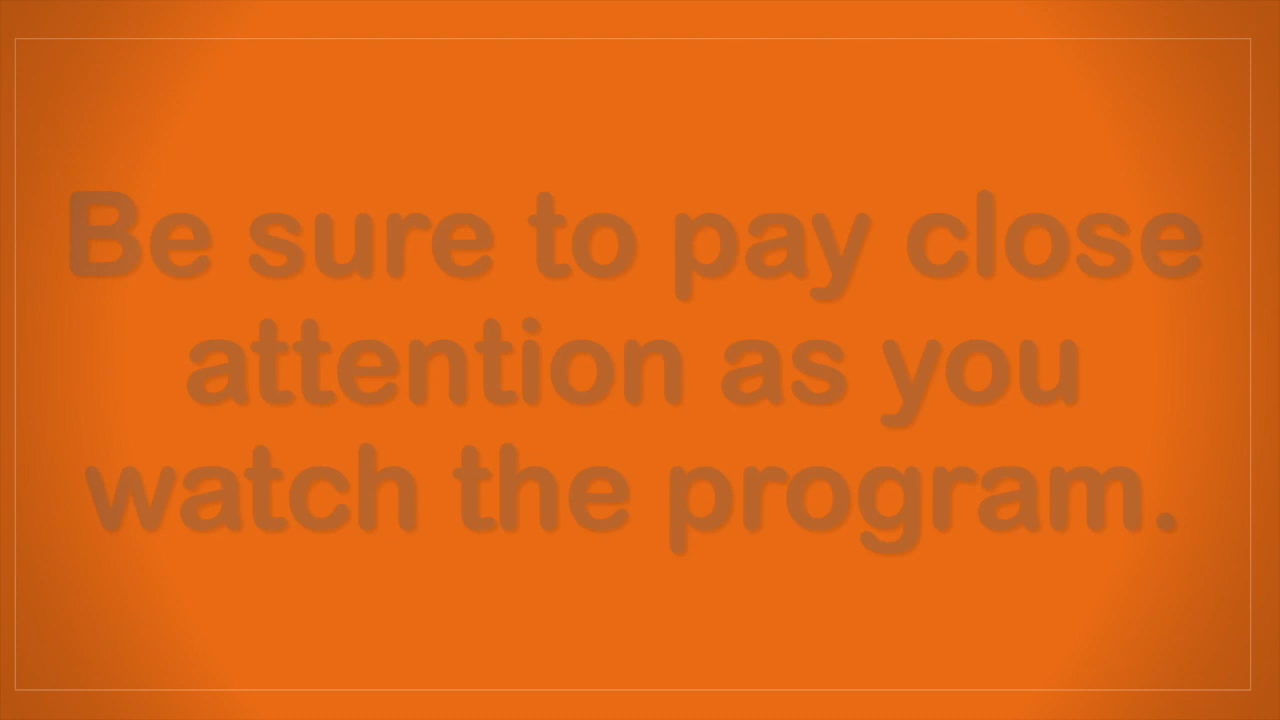 Be sure to pay close
attention as you
watch the program.